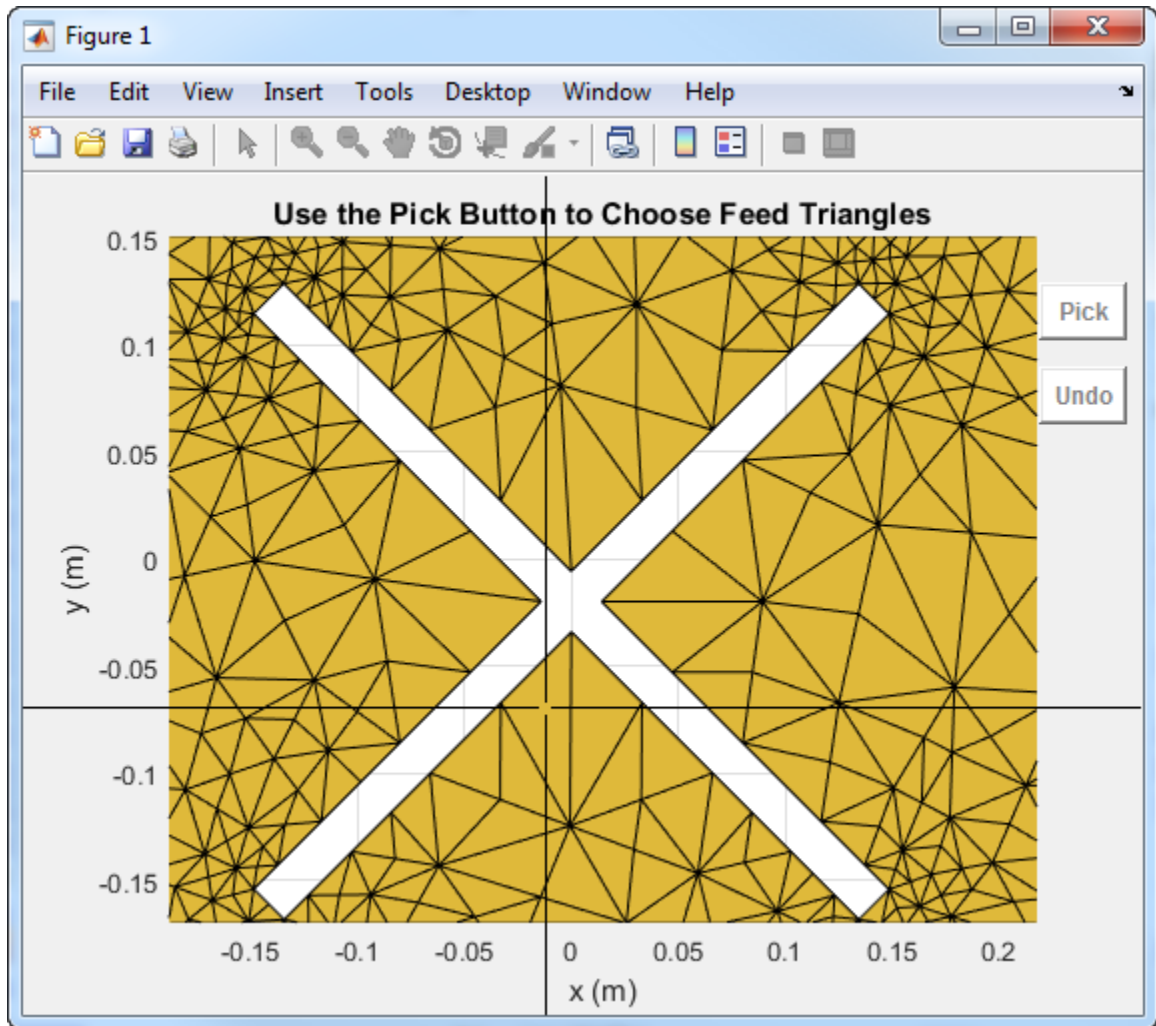 Figure 1
File Edit View Insert Tools Desktop Window Help
Use the Pick Button to Choose Feed Triangles
0.15
0.1
0.05
0
-0.05
-0.1
-0.15
y (m)
Pick
Undo
-0.15 -0.1 -0.05 0 0.05 0.1 0.15 0.2
x (m)